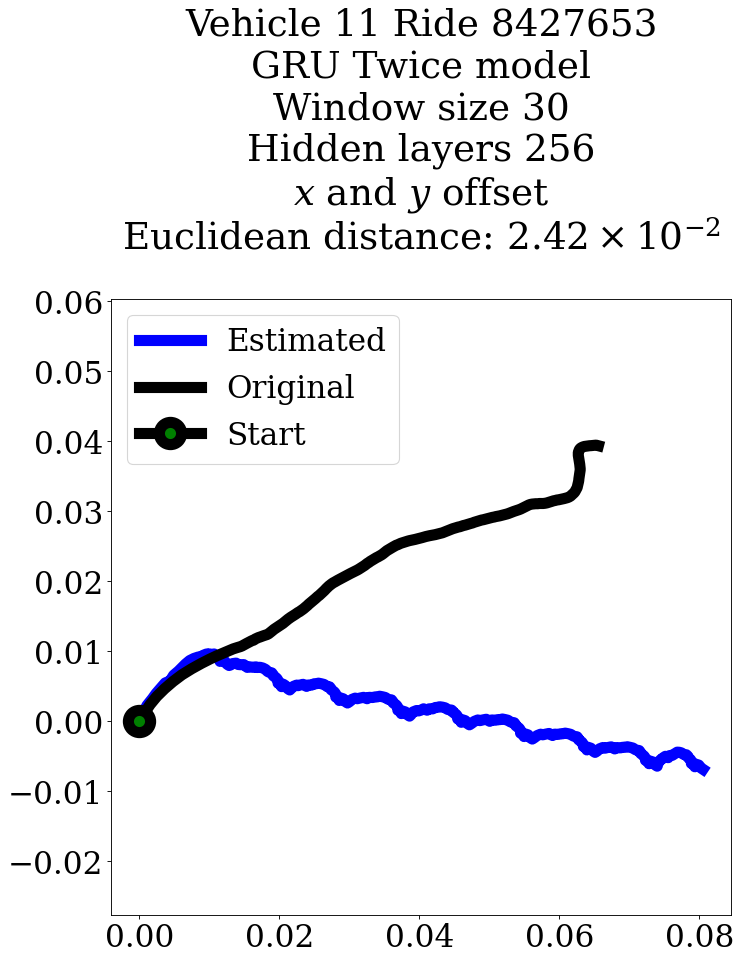 Vehicle 11 Ride 8427653
GRU Twice model
Window size 30
Hidden layers 256
x and y offset
Euclidean distance: 2.42 × 10⁻²
0.06
0.05
0.04
0.03
0.02
0.01
0.00
−0.01
−0.02
Estimated
Original
Start
0.00 0.02 0.04 0.06 0.08